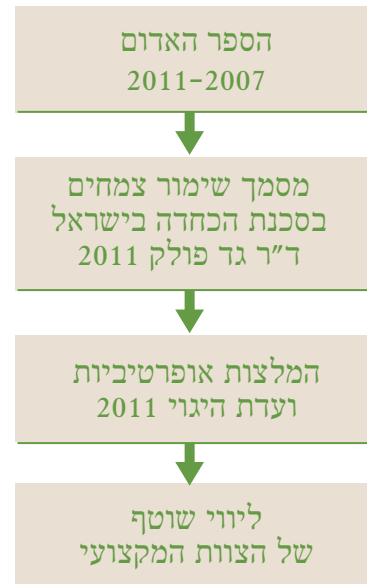 הספר האדום
2011-2007
מסמך שימור צמחים
בסכנת הכחדה בישראל
ד"ר גד פולק 2011
המלצות אופרטיביות
ועדת היגוי 2011
ליווי שוטף
של הצוות המקצועי